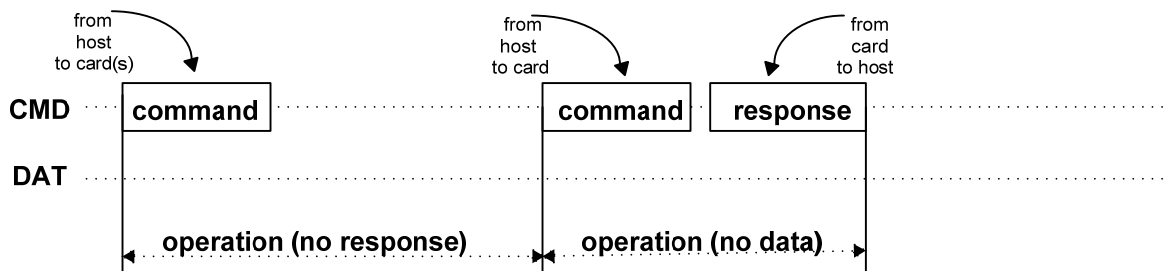 from
host
to card(s)
from
host
to card
from
card
to host
CMD command command response
DAT
operation (no response) operation (no data)